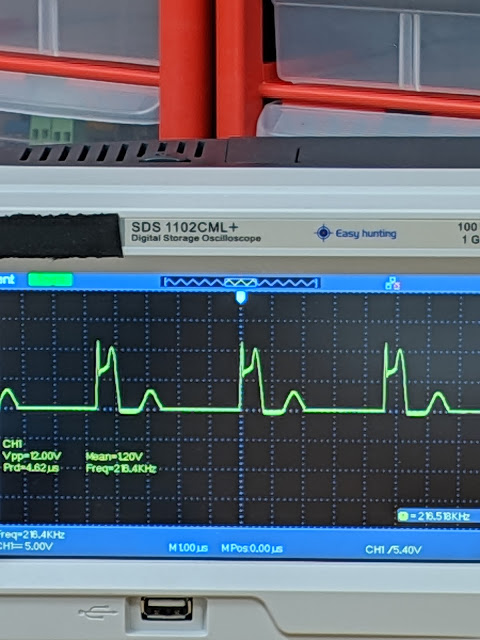 SDS 1102CML+
Digital Storage Oscilloscope
Easy hunting
100
1 G
CH1
Vpp=12.00V Mean=1.20V
Prd=4.62µs Freq=216.4KHz
=216.518KHz
Freq=216.4KHz
CH1 5.00V M 1.00µs M Pos:0.00µs CH1 /5.40V